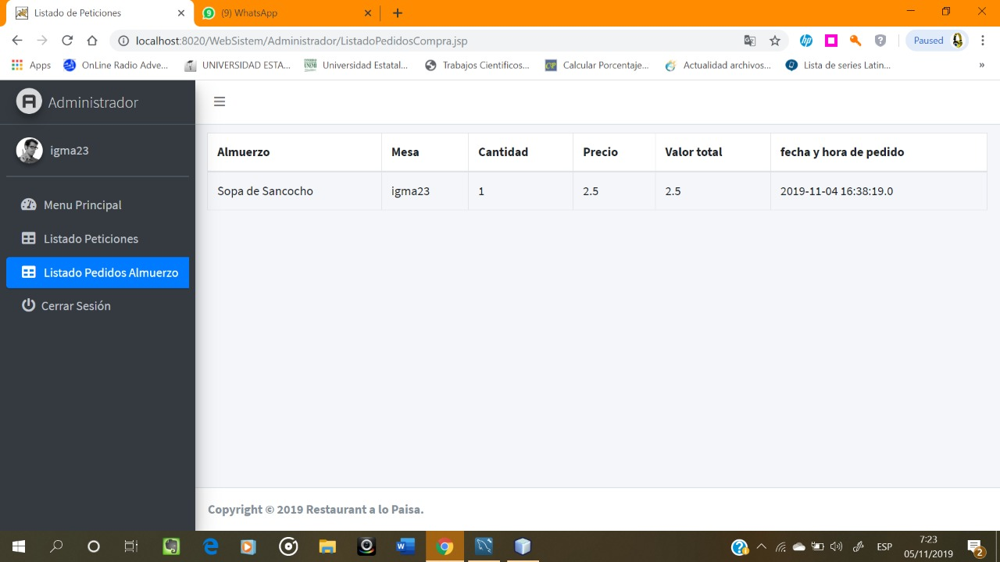 Listado de Peticiones
(9) WhatsApp
localhost:8020/WebSistem/Administrador/ListadoPedidosCompra.jsp
Paused
Apps
OnLine Radio Adve...
UNIVERSIDAD ESTA...
Universidad Estatal...
Trabajos Cientificos...
Calcular Porcentaje...
Actualidad archivos...
Lista de series Latin...
»
Administrador
igma23
Menu Principal
Listado Peticiones
Listado Pedidos Almuerzo
Cerrar Sesión
Almuerzo Mesa Cantidad Precio Valor total fecha y hora de pedido
Sopa de Sancocho igma23 1 2.5 2.5 2019-11-04 16:38:19.0
Copyright © 2019 Restaurant a lo Paisa.
ESP
7:23
05/11/2019
2